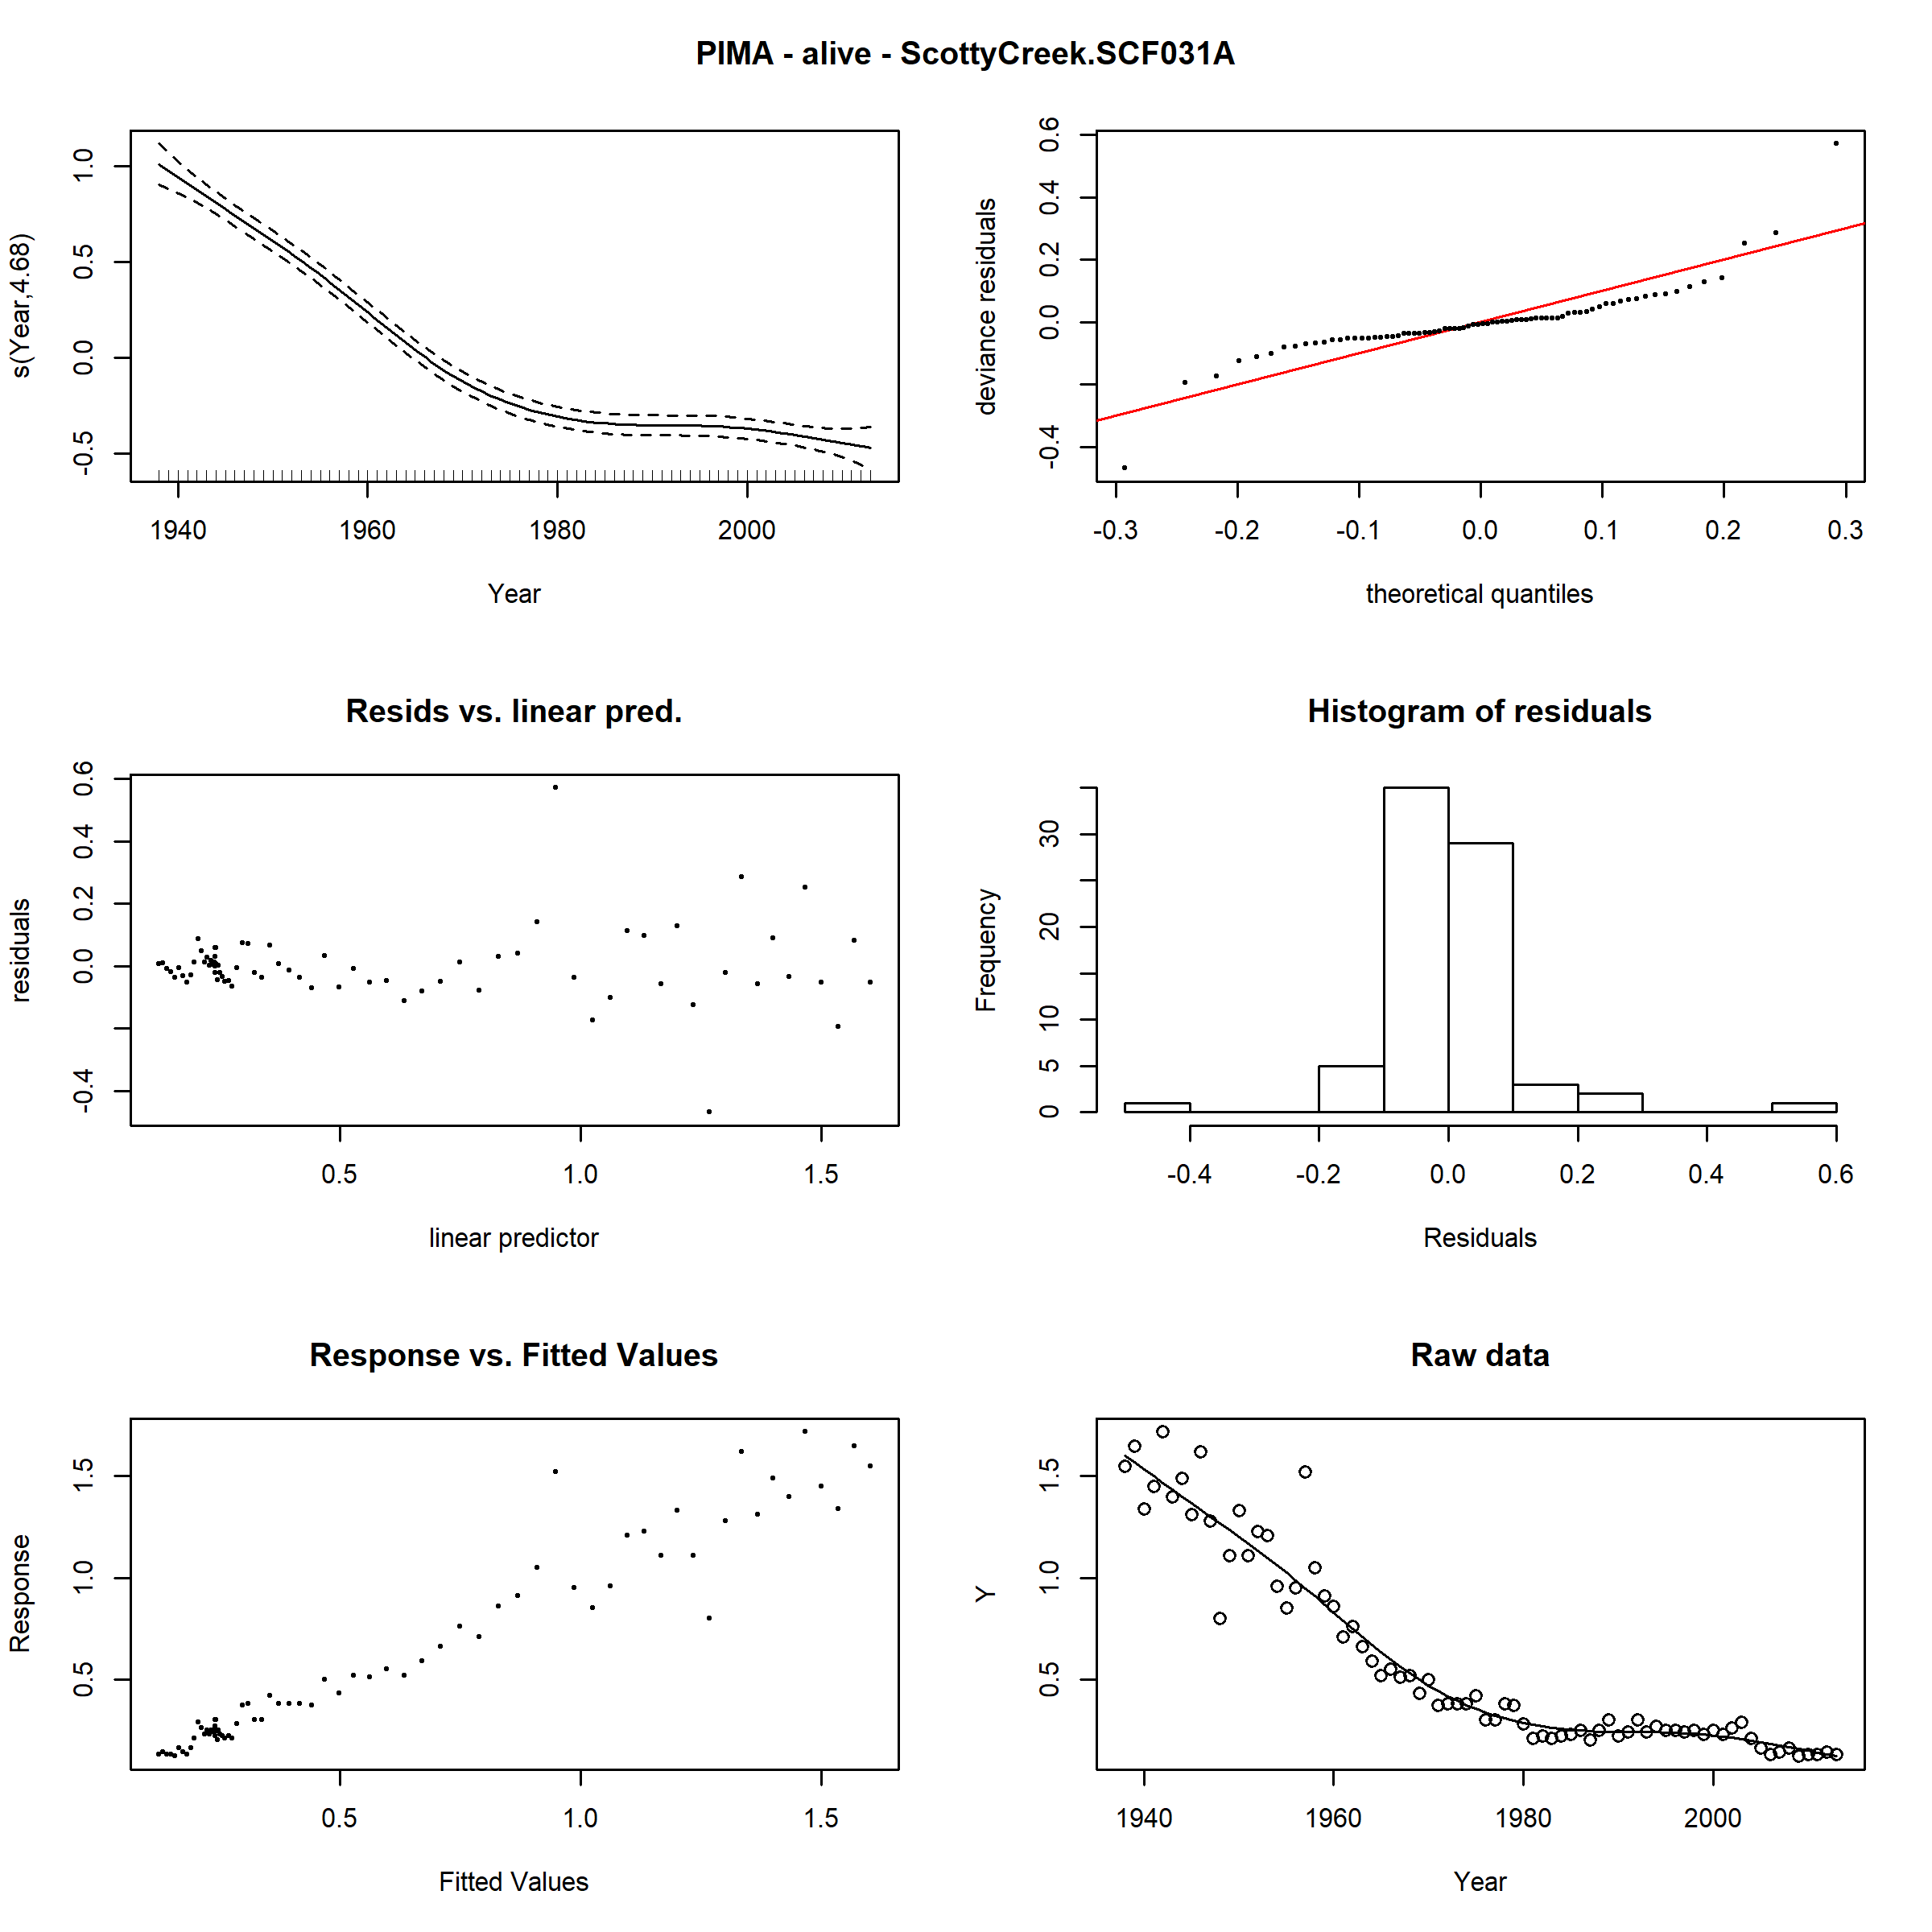 PIMA - alive - ScottyCreek.SCF031A
s(Year,4.68)
1.0
0.5
0.0
-0.5
1940 1960 1980 2000
Year
deviance residuals
0.6
0.4
0.2
0.0
-0.4
-0.3 -0.2 -0.1 0.0 0.1 0.2 0.3
theoretical quantiles
Resids vs. linear pred.
residuals
0.6
0.4
0.2
0.0
-0.4
0.5 1.0 1.5
linear predictor
Histogram of residuals
Frequency
30
20
10
5
0
-0.4 -0.2 0.0 0.2 0.4 0.6
Residuals
Response vs. Fitted Values
Response
1.5
1.0
0.5
0.5 1.0 1.5
Fitted Values
Raw data
Y
1.5
1.0
0.5
1940 1960 1980 2000
Year